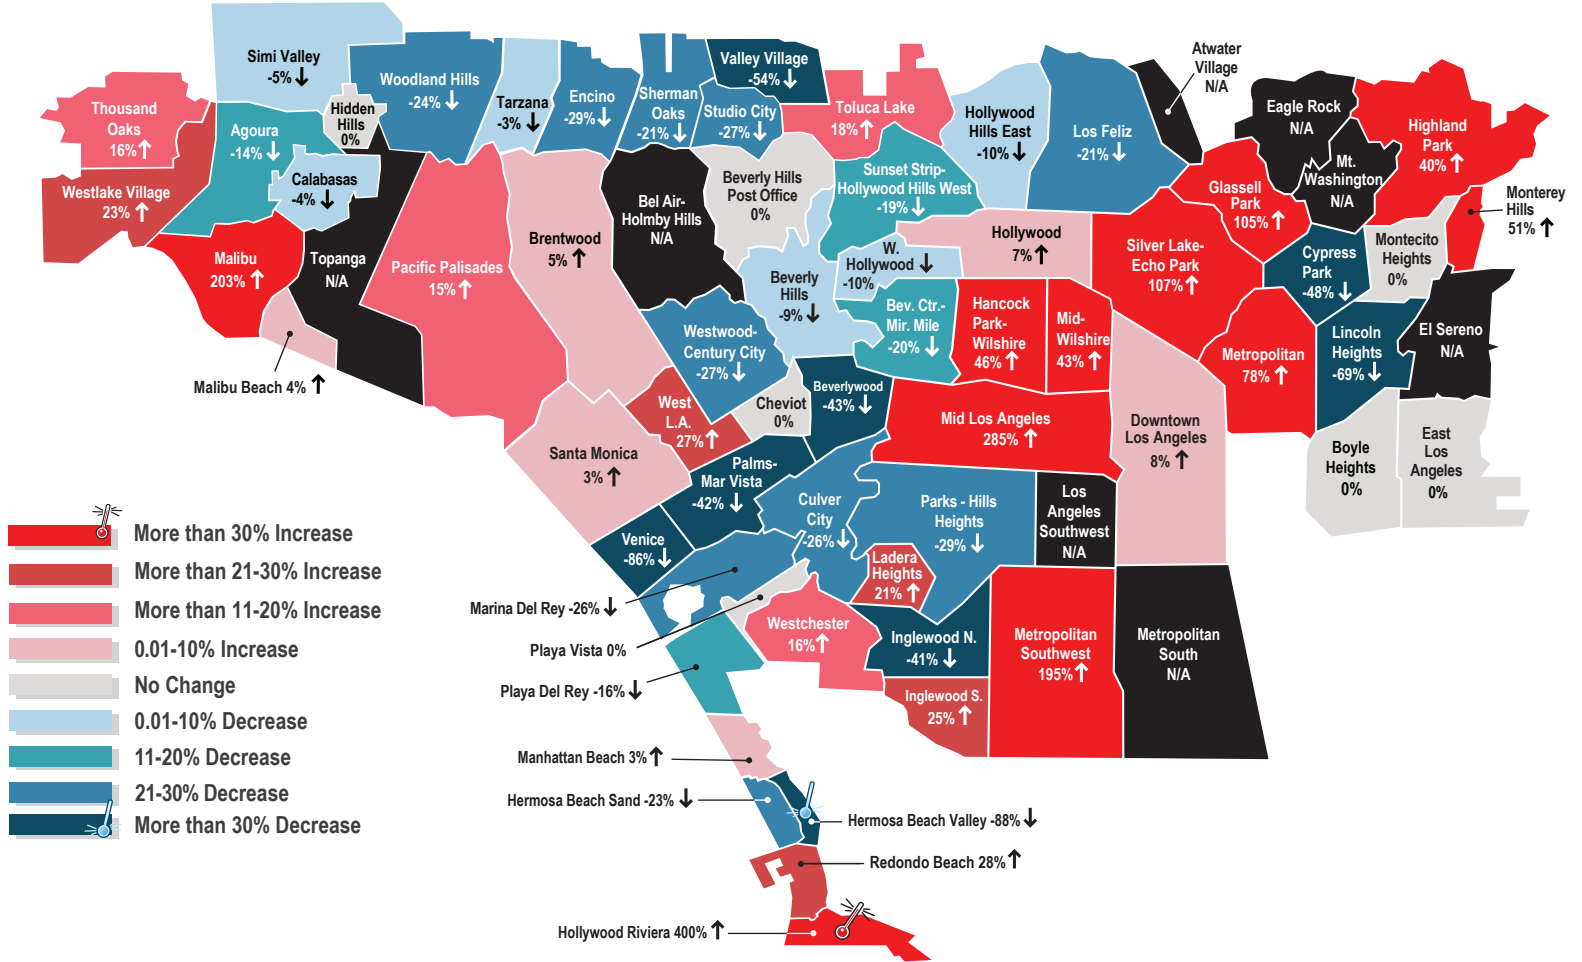 Simi Valley
-5%
Woodland Hills
-24%
Tarzana
-3%
Encino
-29%
Sherman
Oaks
-21%
Valley Village
-54%
Studio City
-27%
Toluca Lake
18%
Hollywood
Hills East
-10%
Los Feliz
-21%
Atwater
Village
N/A
Eagle Rock
N/A
Highland
Park
40%
Thousand
Oaks
16%
Hidden
Hills
0%
Agoura
-14%
Calabasas
-4%
Westlake Village
23%
Malibu
203%
Topanga
N/A
Malibu Beach 4%
Pacific Palisades
15%
Brentwood
5%
Bel Air-
Holmby Hills
N/A
Beverly Hills
Post Office
0%
Sunset Strip-
Hollywood Hills West
-19%
W.
Hollywood
-10%
Hollywood
7%
Beverly
Hills
-9%
Bev. Ctr.-
Mir. Mile
-20%
Hancock
Park-
Wilshire
46%
Mid-
Wilshire
43%
Silver Lake-
Echo Park
107%
Glassell
Park
105%
Mt.
Washington
N/A
Monterey
Hills
51%
Cypress
Park
-48%
Montecito
Heights
0%
Metropolitan
78%
Lincoln
Heights
-69%
El Sereno
N/A
Westwood-
Century City
-27%
West
L.A.
27%
Cheviot
0%
Beverlywood
-43%
Mid Los Angeles
285%
Downtown
Los Angeles
8%
Boyle
Heights
0%
East
Los
Angeles
0%
Santa Monica
3%
Palms-
Mar Vista
-42%
Venice
-86%
Culver
City
-26%
Parks - Hills
Heights
-29%
Los
Angeles
Southwest
N/A
Ladera
Heights
21%
Marina Del Rey -26%
Playa Vista 0%
Playa Del Rey -16%
Westchester
16%
Inglewood N.
-41%
Inglewood S.
25%
Metropolitan
Southwest
195%
Metropolitan
South
N/A
Manhattan Beach 3%
Hermosa Beach Sand -23%
Hermosa Beach Valley -88%
Redondo Beach 28%
Hollywood Riviera 400%
More than 30% Increase
More than 21-30% Increase
More than 11-20% Increase
0.01-10% Increase
No Change
0.01-10% Decrease
11-20% Decrease
21-30% Decrease
More than 30% Decrease